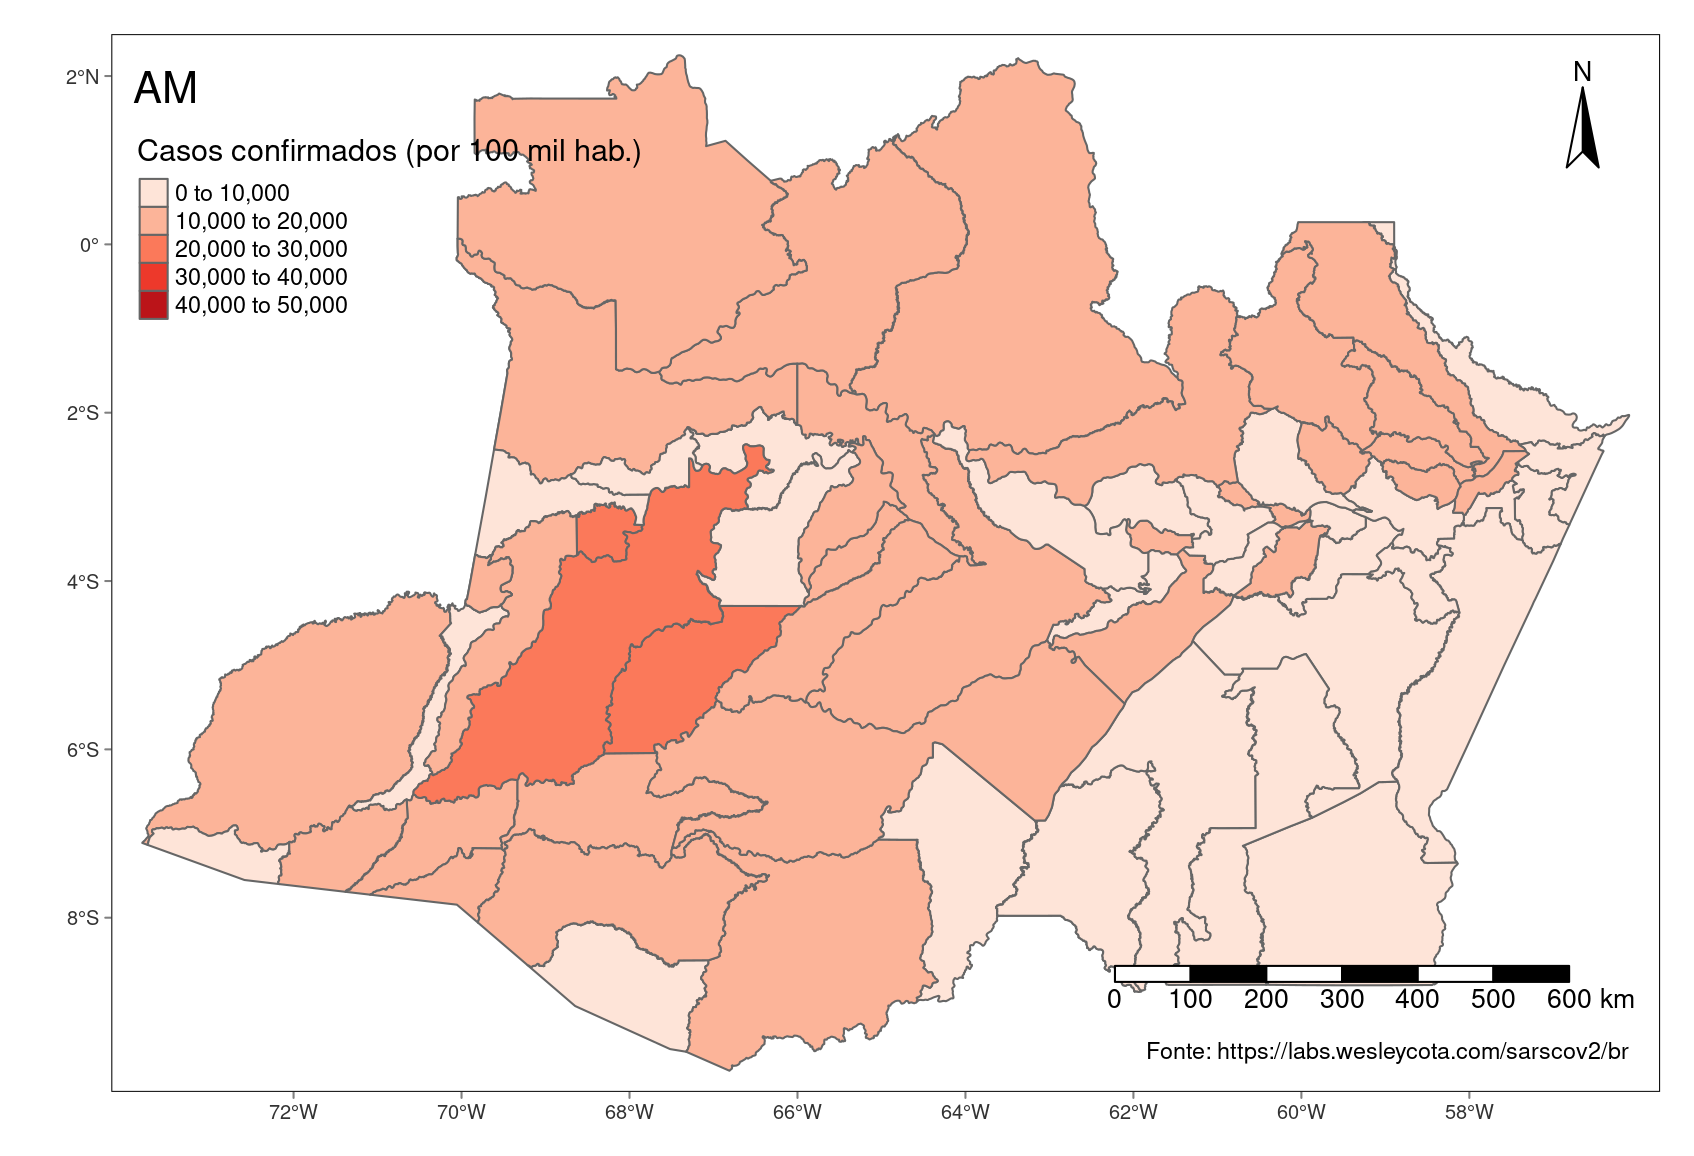 AM
N
Casos confirmados (por 100 mil hab.)
0 to 10,000
10,000 to 20,000
20,000 to 30,000
30,000 to 40,000
40,000 to 50,000
2°N
0°
2°S
4°S
6°S
8°S
0 100 200 300 400 500 600 km
Fonte: https://labs.wesleycota.com/sarscov2/br
72°W 70°W 68°W 66°W 64°W 62°W 60°W 58°W